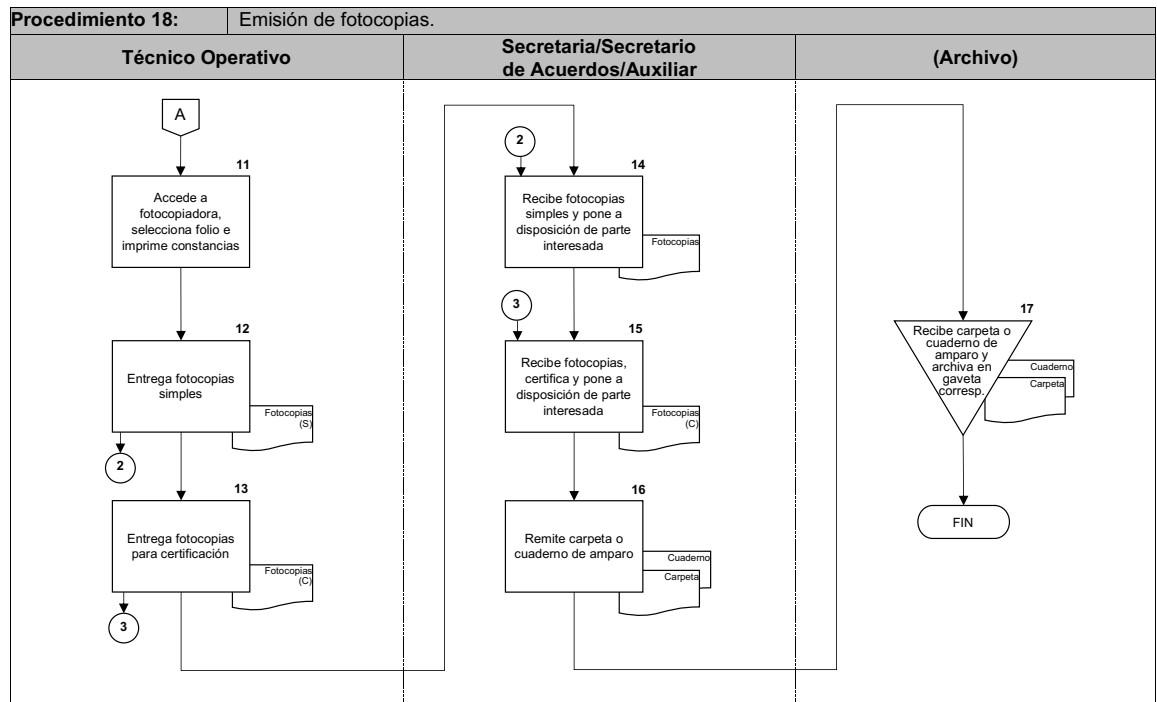 Procedimiento 18: Emisión de fotocopias.
Técnico Operativo
Secretaria/Secretario
de Acuerdos/Auxiliar
(Archivo)
A
11
Accede a
fotocopiadora,
selecciona folio e
imprime constancias
12
Entrega fotocopias
simples
Fotocopias
(S)
2
13
Entrega fotocopias
para certificación
Fotocopias
(C)
3
2
14
Recibe fotocopias
simples y pone a
disposición de parte
interesada
Fotocopias
3
15
Recibe fotocopias,
certifica y pone a
disposición de parte
interesada
Fotocopias
(C)
16
Remite carpeta o
cuaderno de amparo
Cuaderno
Carpeta
17
Recibe carpeta o
cuaderno de
amparo y
archiva en
gaveta
corresp.
Cuaderno
Carpeta
FIN